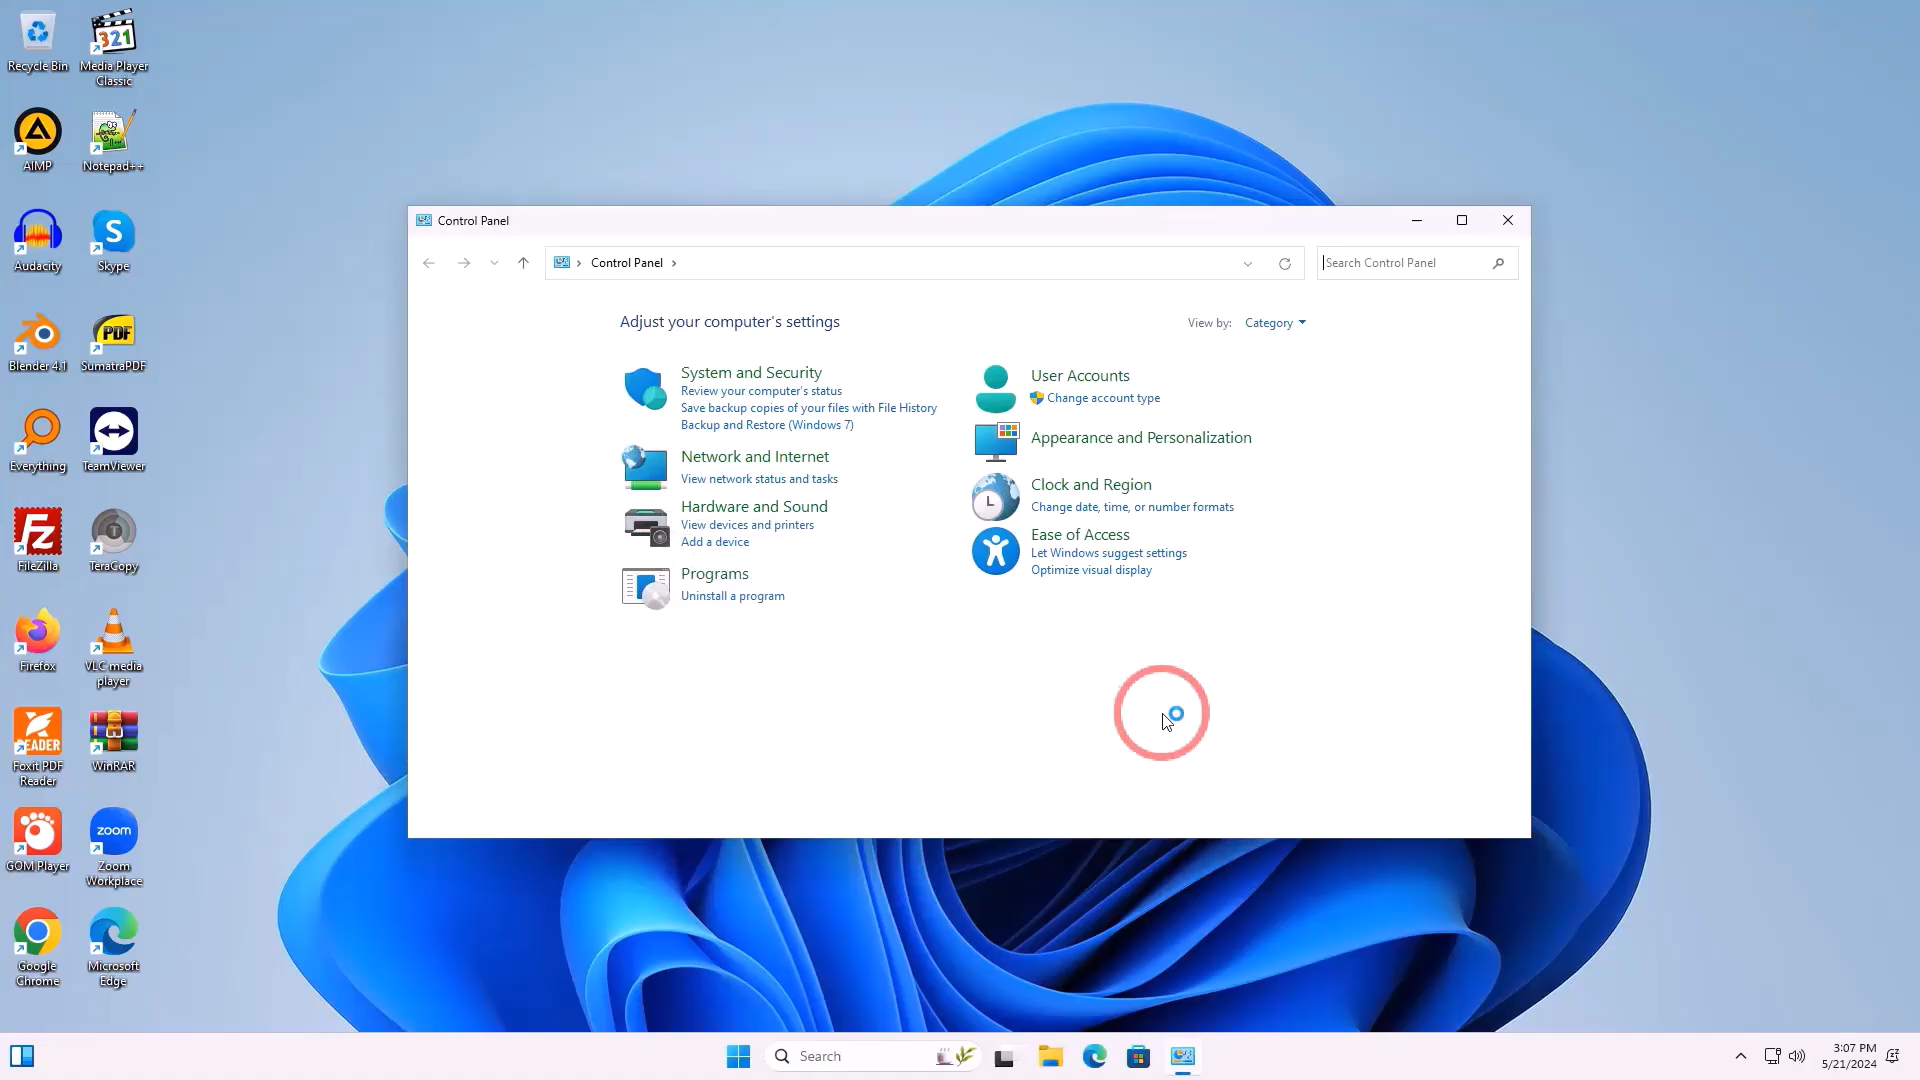 Recycle Bin
Media Player
Classic
AIMP
Notepad++
Audacity
Skype
Blender 4.1
SumatraPDF
Everything
TeamViewer
FileZilla
TeraCopy
Firefox
VLC media
player
Foxit PDF
Reader
WinRAR
GOM Player
Zoom
Workplace
Google
Chrome
Microsoft
Edge
321
S
PDF
Fz
T
READER
zoom
Control Panel
Control Panel
Search Control Panel
Adjust your computer's settings
View by: Category
System and Security
Review your computer's status
Save backup copies of your files with File History
Backup and Restore (Windows 7)
Network and Internet
View network status and tasks
Hardware and Sound
View devices and printers
Add a device
Programs
Uninstall a program
User Accounts
Change account type
Appearance and Personalization
Clock and Region
Change date, time, or number formats
Ease of Access
Let Windows suggest settings
Optimize visual display
Search
3:07 PM
5/21/2024